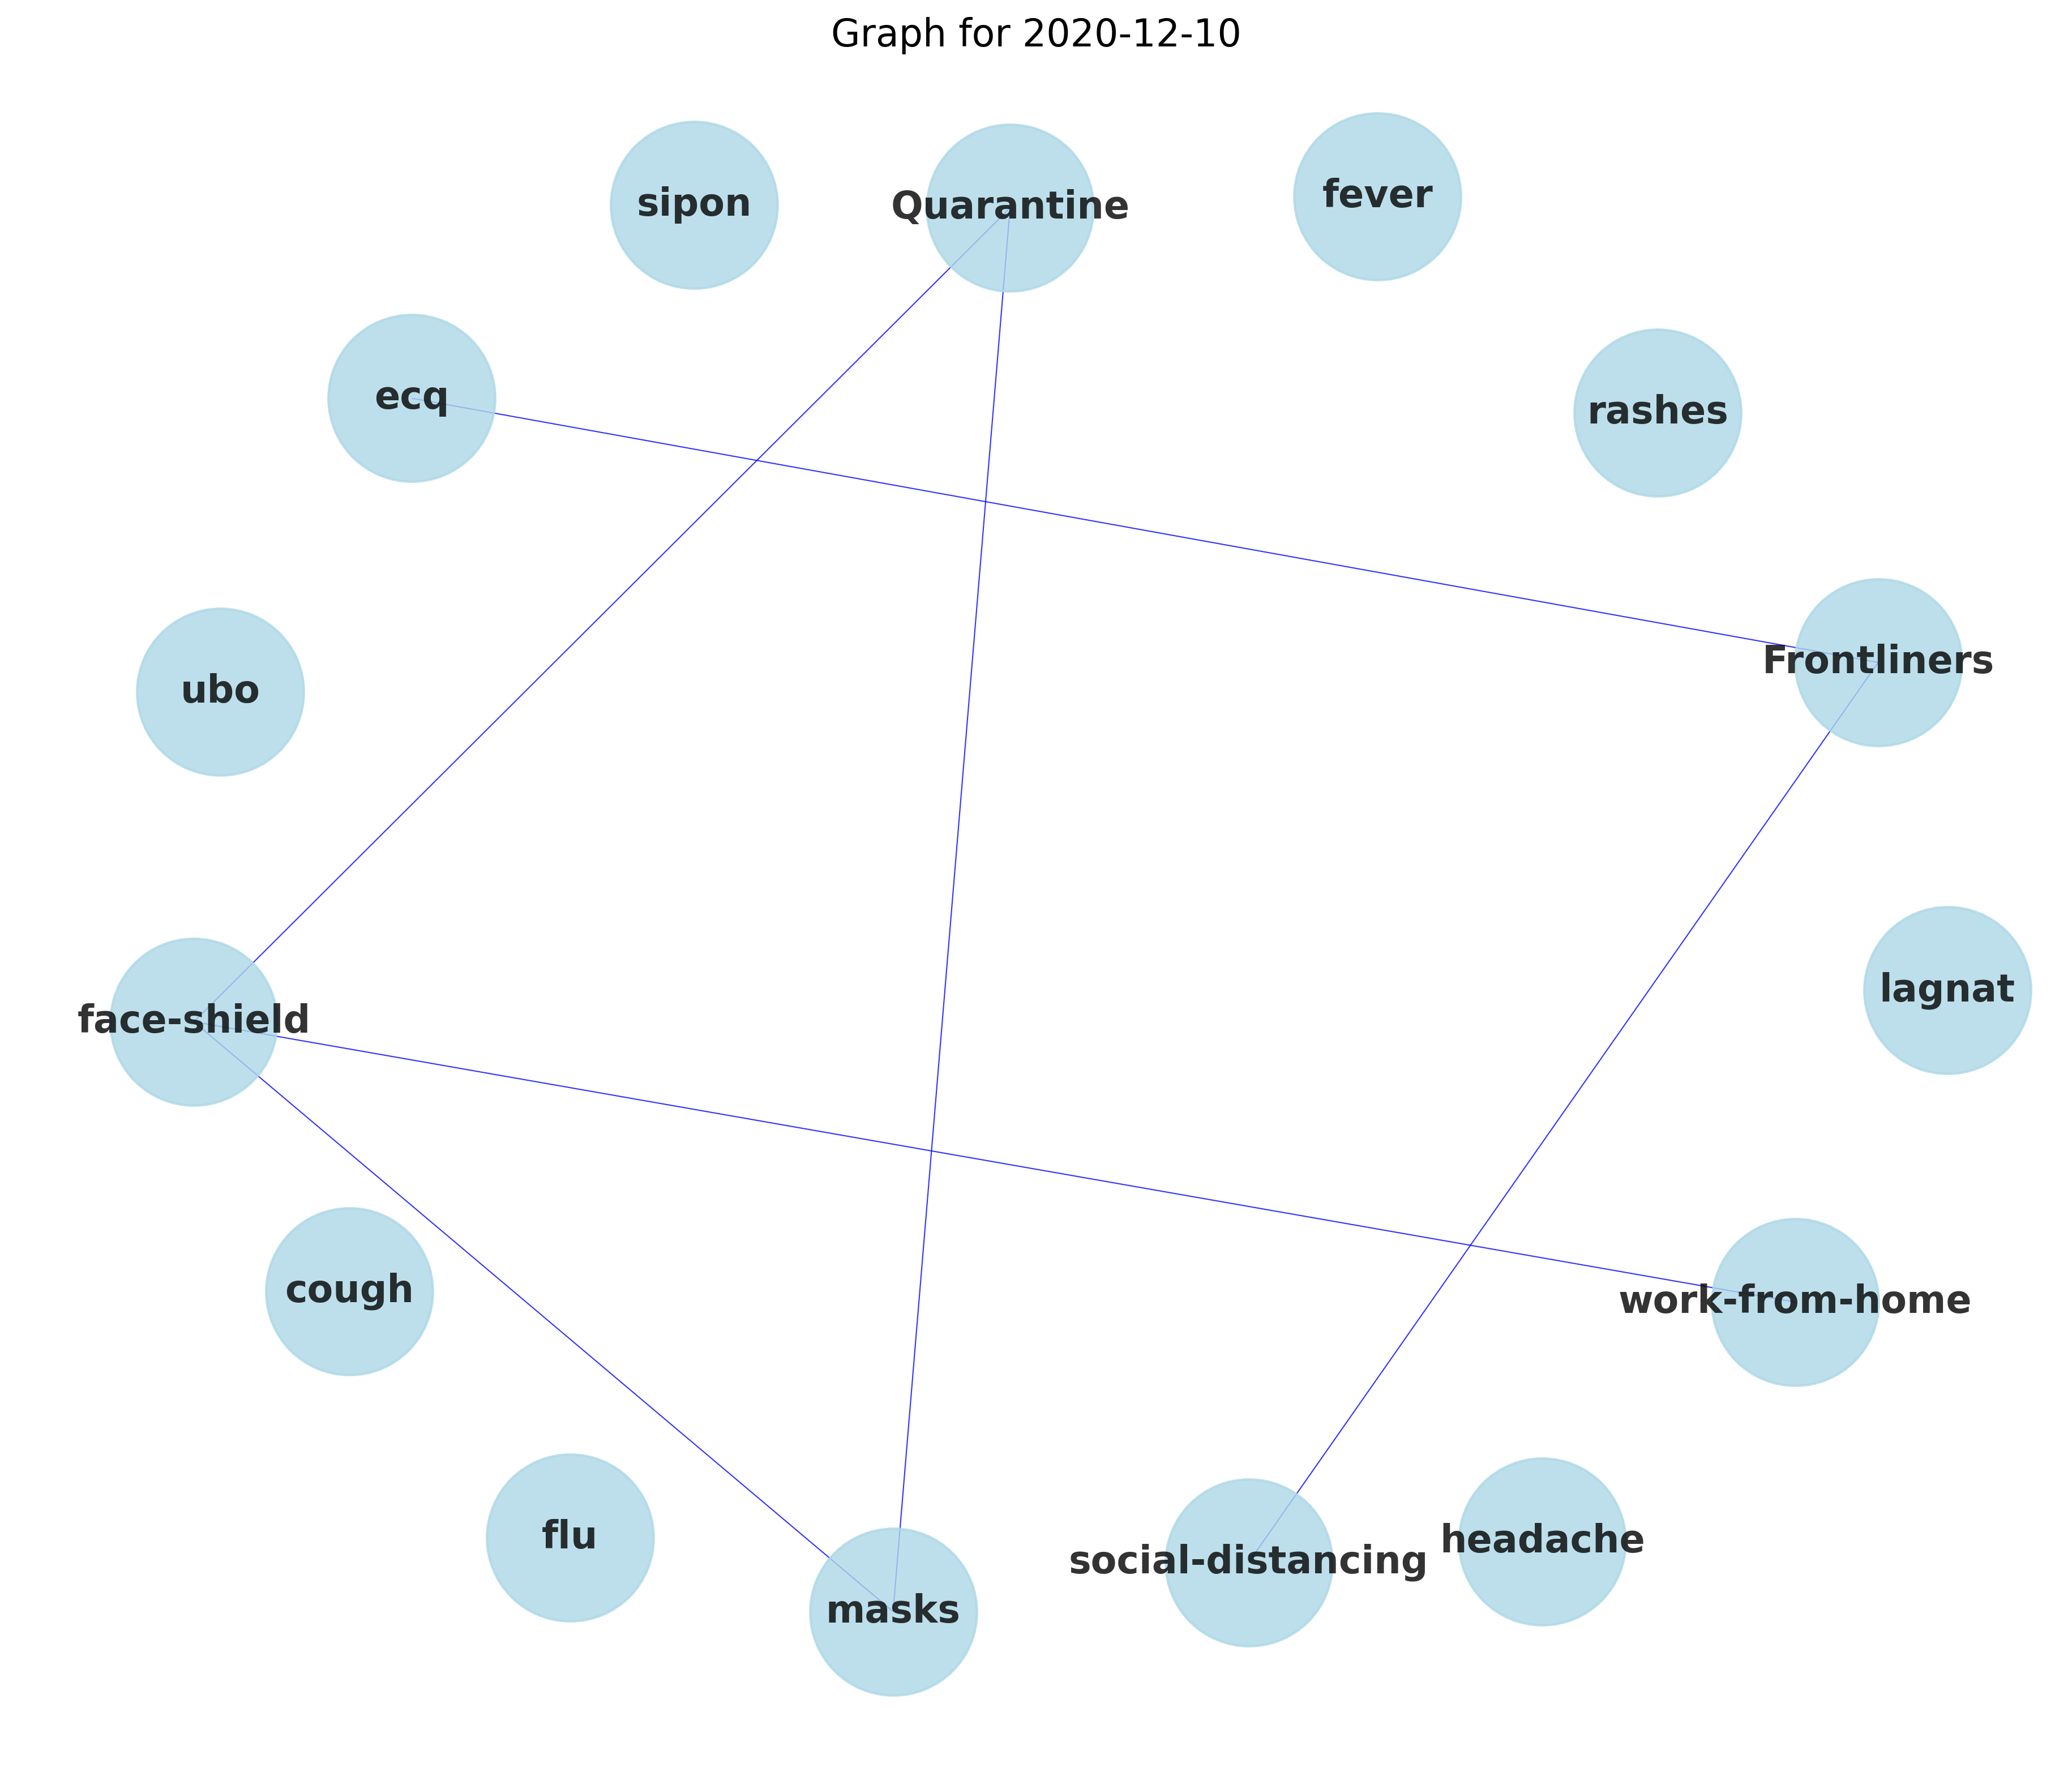 Graph for 2020-12-10
sipon
Quarantine
fever
ecq
rashes
Frontliners
ubo
lagnat
face-shield
cough
work-from-home
flu
headache
social-distancing
masks